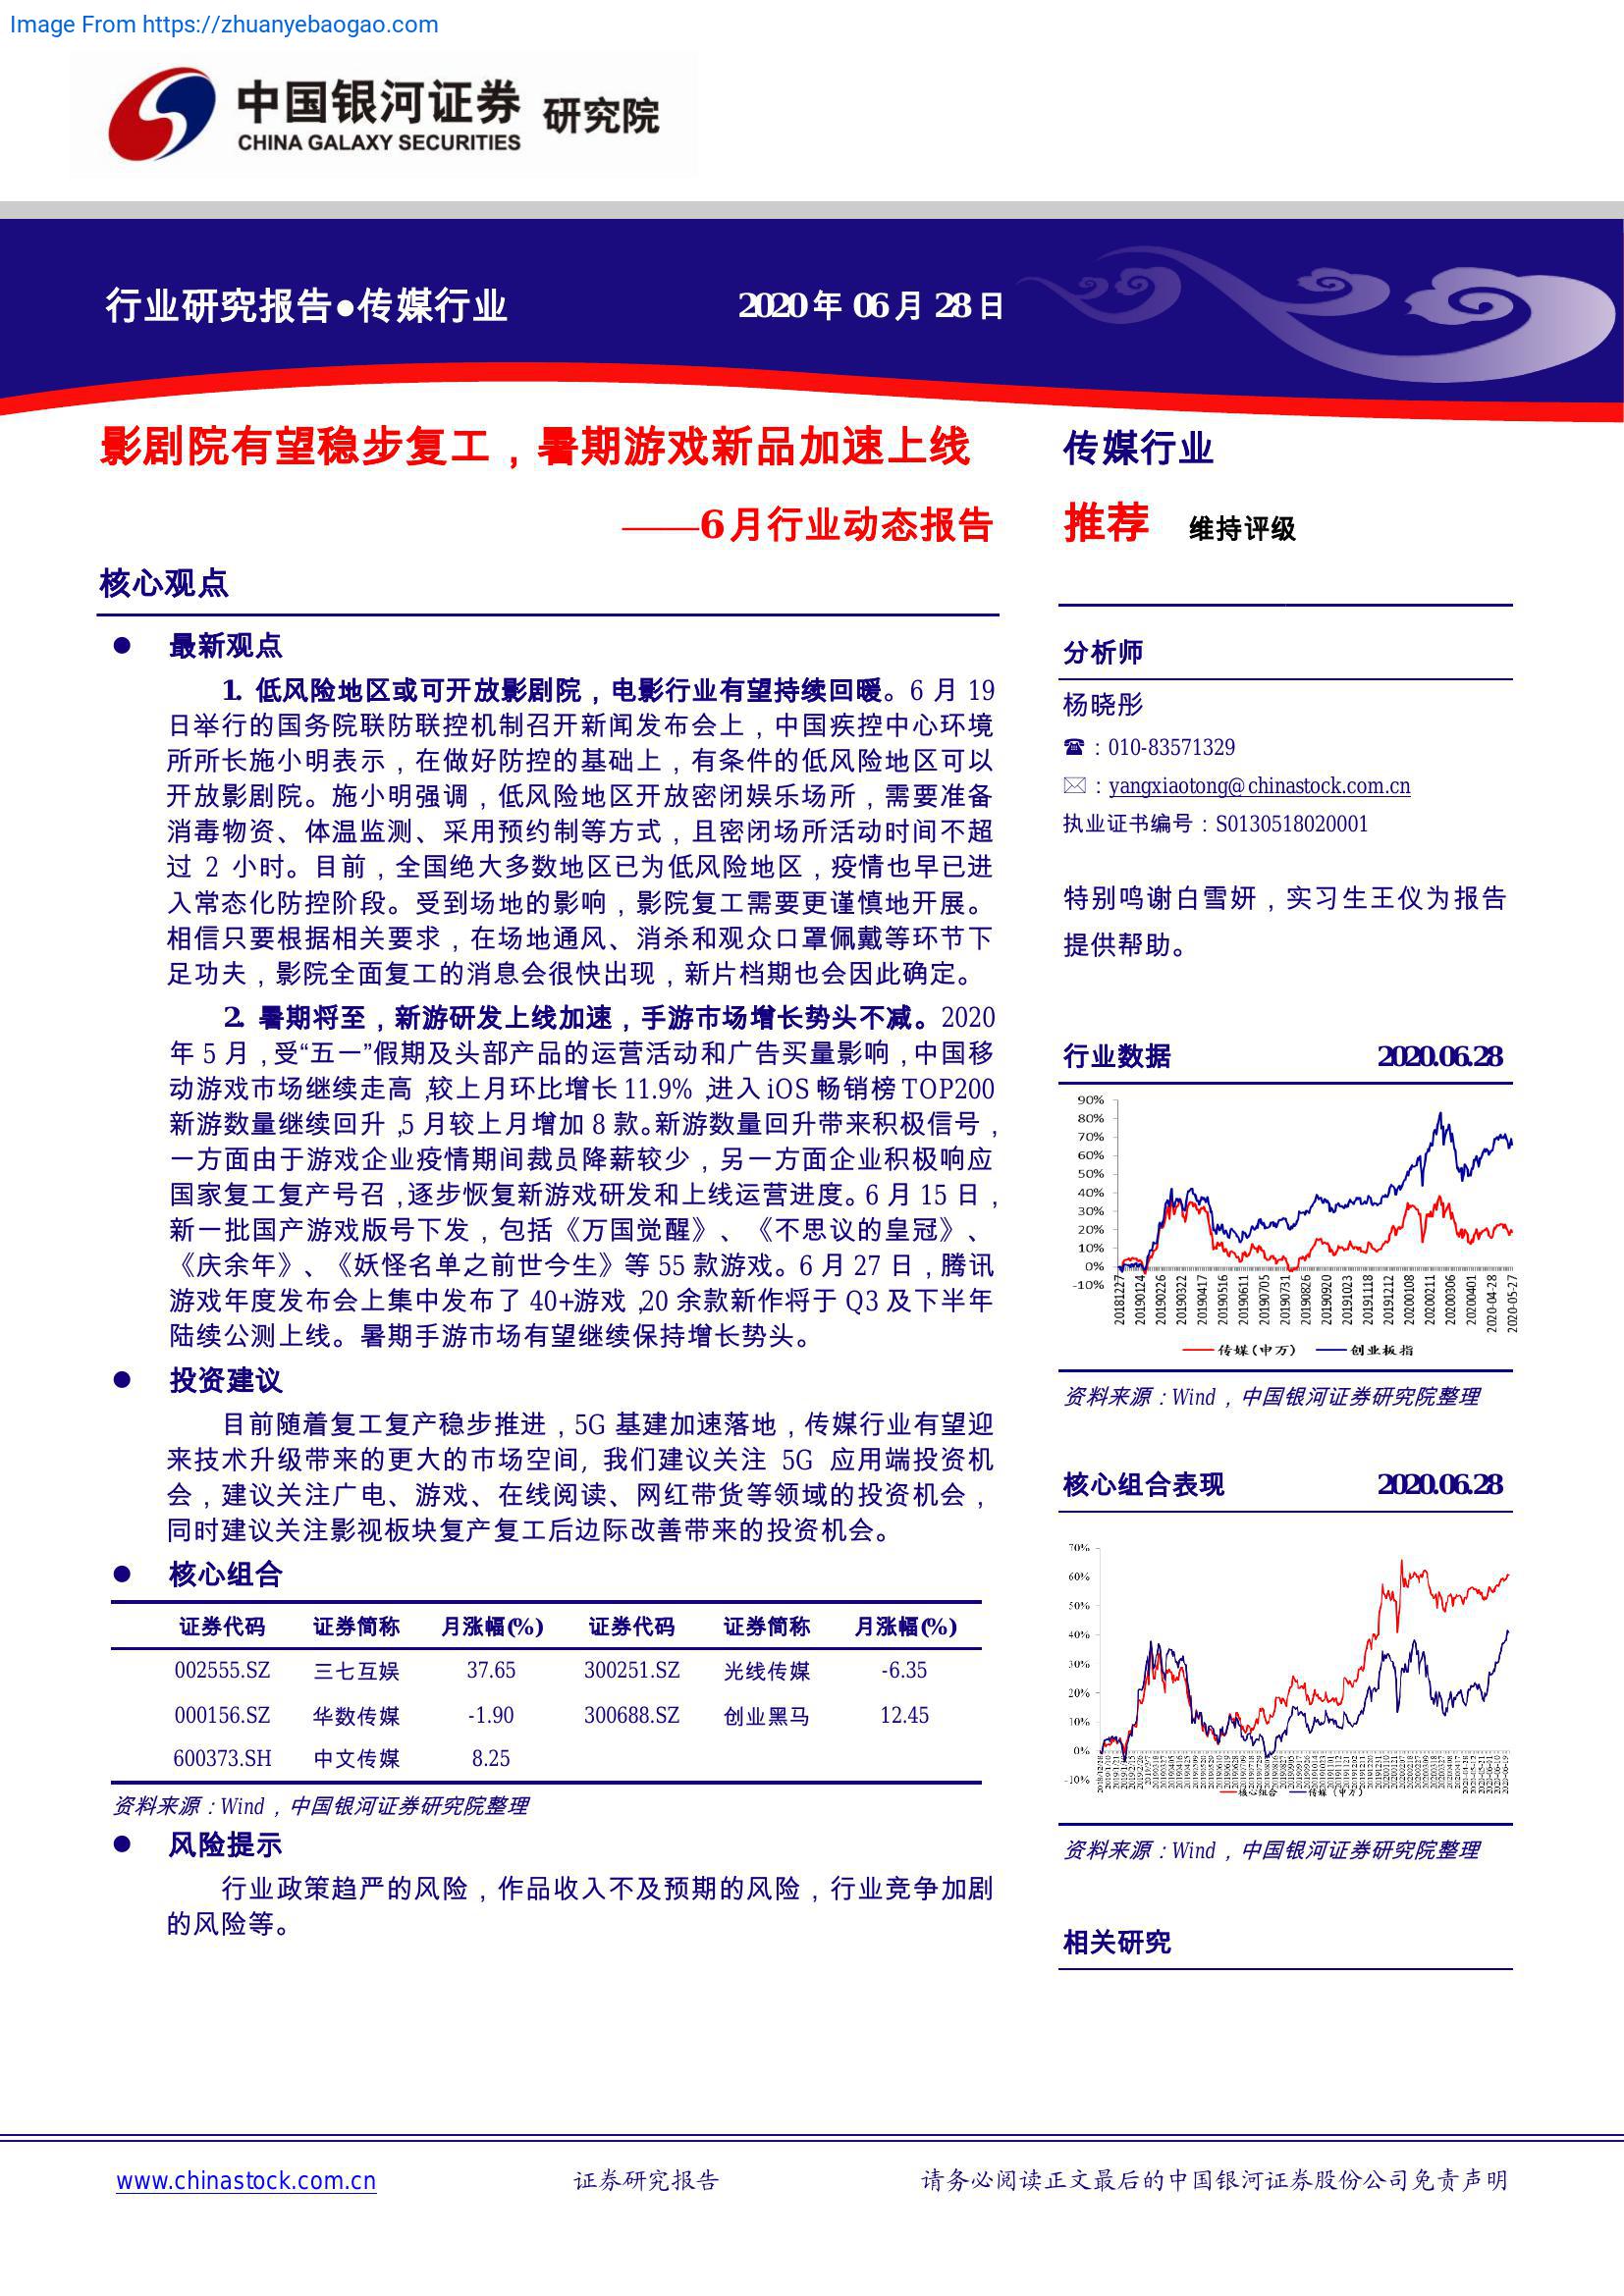 Image From https://zhuanyebaogao.com
中国银河证券 研究院
CHINA GALAXY SECURITIES
行业研究报告●传媒行业 2020 年 06 月 28 日
影剧院有望稳步复工，暑期游戏新品加速上线
——6 月行业动态报告
核心观点
● 最新观点
1. 低风险地区或可开放影剧院，电影行业有望持续回暖。6 月 19
日举行的国务院联防联控机制召开新闻发布会上，中国疾控中心环境
所所长施小明表示，在做好防控的基础上，有条件的低风险地区可以
开放影剧院。施小明强调，低风险地区开放密闭娱乐场所，需要准备
消毒物资、体温监测、采用预约制等方式，且密闭场所活动时间不超
过 2 小时。目前，全国绝大多数地区已为低风险地区，疫情也早已进
入常态化防控阶段。受到场地的影响，影院复工需要更谨慎地开展。
相信只要根据相关要求，在场地通风、消杀和观众口罩佩戴等环节下
足功夫，影院全面复工的消息会很快出现，新片档期也会因此确定。
2. 暑期将至，新游研发上线加速，手游市场增长势头不减。2020
年 5 月，受“五一”假期及头部产品的运营活动和广告买量影响，中国移
动游戏市场继续走高，较上月环比增长 11.9%，进入 iOS 畅销榜 TOP200
新游数量继续回升，5 月较上月增加 8 款。新游数量回升带来积极信号，
一方面由于游戏企业疫情期间裁员降薪较少，另一方面企业积极响应
国家复工复产号召，逐步恢复新游戏研发和上线运营进度。6 月 15 日，
新一批国产游戏版号下发，包括《万国觉醒》、《不思议的皇冠》、
《庆余年》、《妖怪名单之前世今生》等 55 款游戏。6 月 27 日，腾讯
游戏年度发布会上集中发布了 40+游戏，20 余款新作将于 Q3 及下半年
陆续公测上线。暑期手游市场有望继续保持增长势头。
● 投资建议
目前随着复工复产稳步推进，5G 基建加速落地，传媒行业有望迎
来技术升级带来的更大的市场空间, 我们建议关注 5G 应用端投资机
会，建议关注广电、游戏、在线阅读、网红带货等领域的投资机会，
同时建议关注影视板块复产复工后边际改善带来的投资机会。
● 核心组合
证券代码 证券简称 月涨幅(%) 证券代码 证券简称 月涨幅(%)
002555.SZ 三七互娱 37.65 300251.SZ 光线传媒 -6.35
000156.SZ 华数传媒 -1.90 300688.SZ 创业黑马 12.45
600373.SH 中文传媒 8.25
资料来源：Wind，中国银河证券研究院整理
● 风险提示
行业政策趋严的风险，作品收入不及预期的风险，行业竞争加剧
的风险等。
传媒行业
推荐 维持评级
分析师
杨晓彤
☎：010-83571329
✉：yangxiaotong@chinastock.com.cn
执业证书编号：S0130518020001
特别鸣谢白雪妍，实习生王仪为报告
提供帮助。
行业数据 2020.06.28
90%
80%
70%
60%
50%
40%
30%
20%
10%
0%
-10%
20181227 20190124 20190226 20190322 20190417 20190516 20190611 20190705 20190731 20190826 20190920 20191023 20191118 20191212 20200108 20200211 20200306 20200401 2020-04-28 2020-05-27
传媒(申万) 创业板指
资料来源：Wind，中国银河证券研究院整理
核心组合表现 2020.06.28
70%
60%
50%
40%
30%
20%
10%
0%
-10%
核心组合 传媒（申万）
资料来源：Wind，中国银河证券研究院整理
相关研究
www.chinastock.com.cn 证券研究报告 请务必阅读正文最后的中国银河证券股份公司免责声明